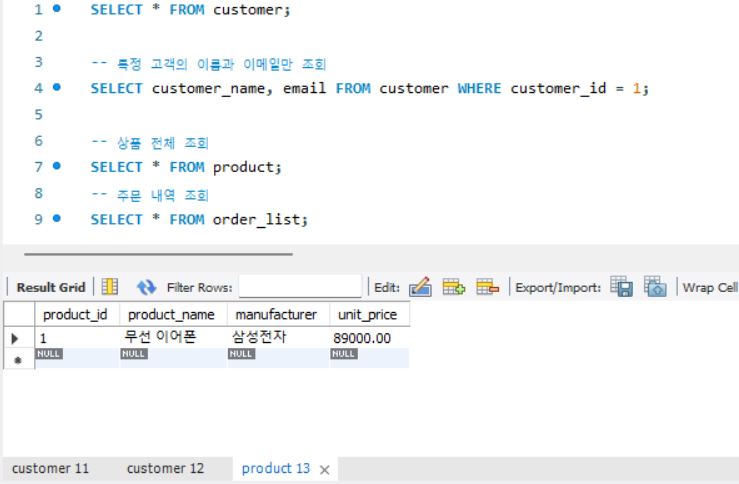 1 SELECT * FROM customer;
2
3 -- 특정 고객의 이름과 이메일만 조회
4 SELECT customer_name, email FROM customer WHERE customer_id = 1;
5
6 -- 상품 전체 조회
7 SELECT * FROM product;
8 -- 주문 내역 조회
9 SELECT * FROM order_list;
Result Grid Filter Rows: Edit: Export/Import: Wrap Cell
product_id product_name manufacturer unit_price
1 무선 이어폰 삼성전자 89000.00
NULL NULL NULL NULL
customer 11 customer 12 product 13